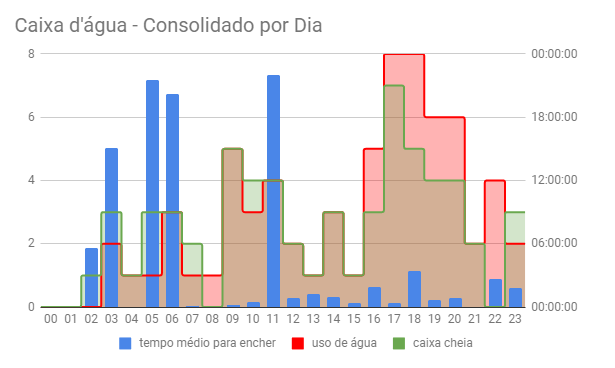 Caixa d'água - Consolidado por Dia
8 00:00:00
6 18:00:00
4 12:00:00
2 06:00:00
0 00:00:00
00 01 02 03 04 05 06 07 08 09 10 11 12 13 14 15 16 17 18 19 20 21 22 23
tempo médio para encher uso de água caixa cheia